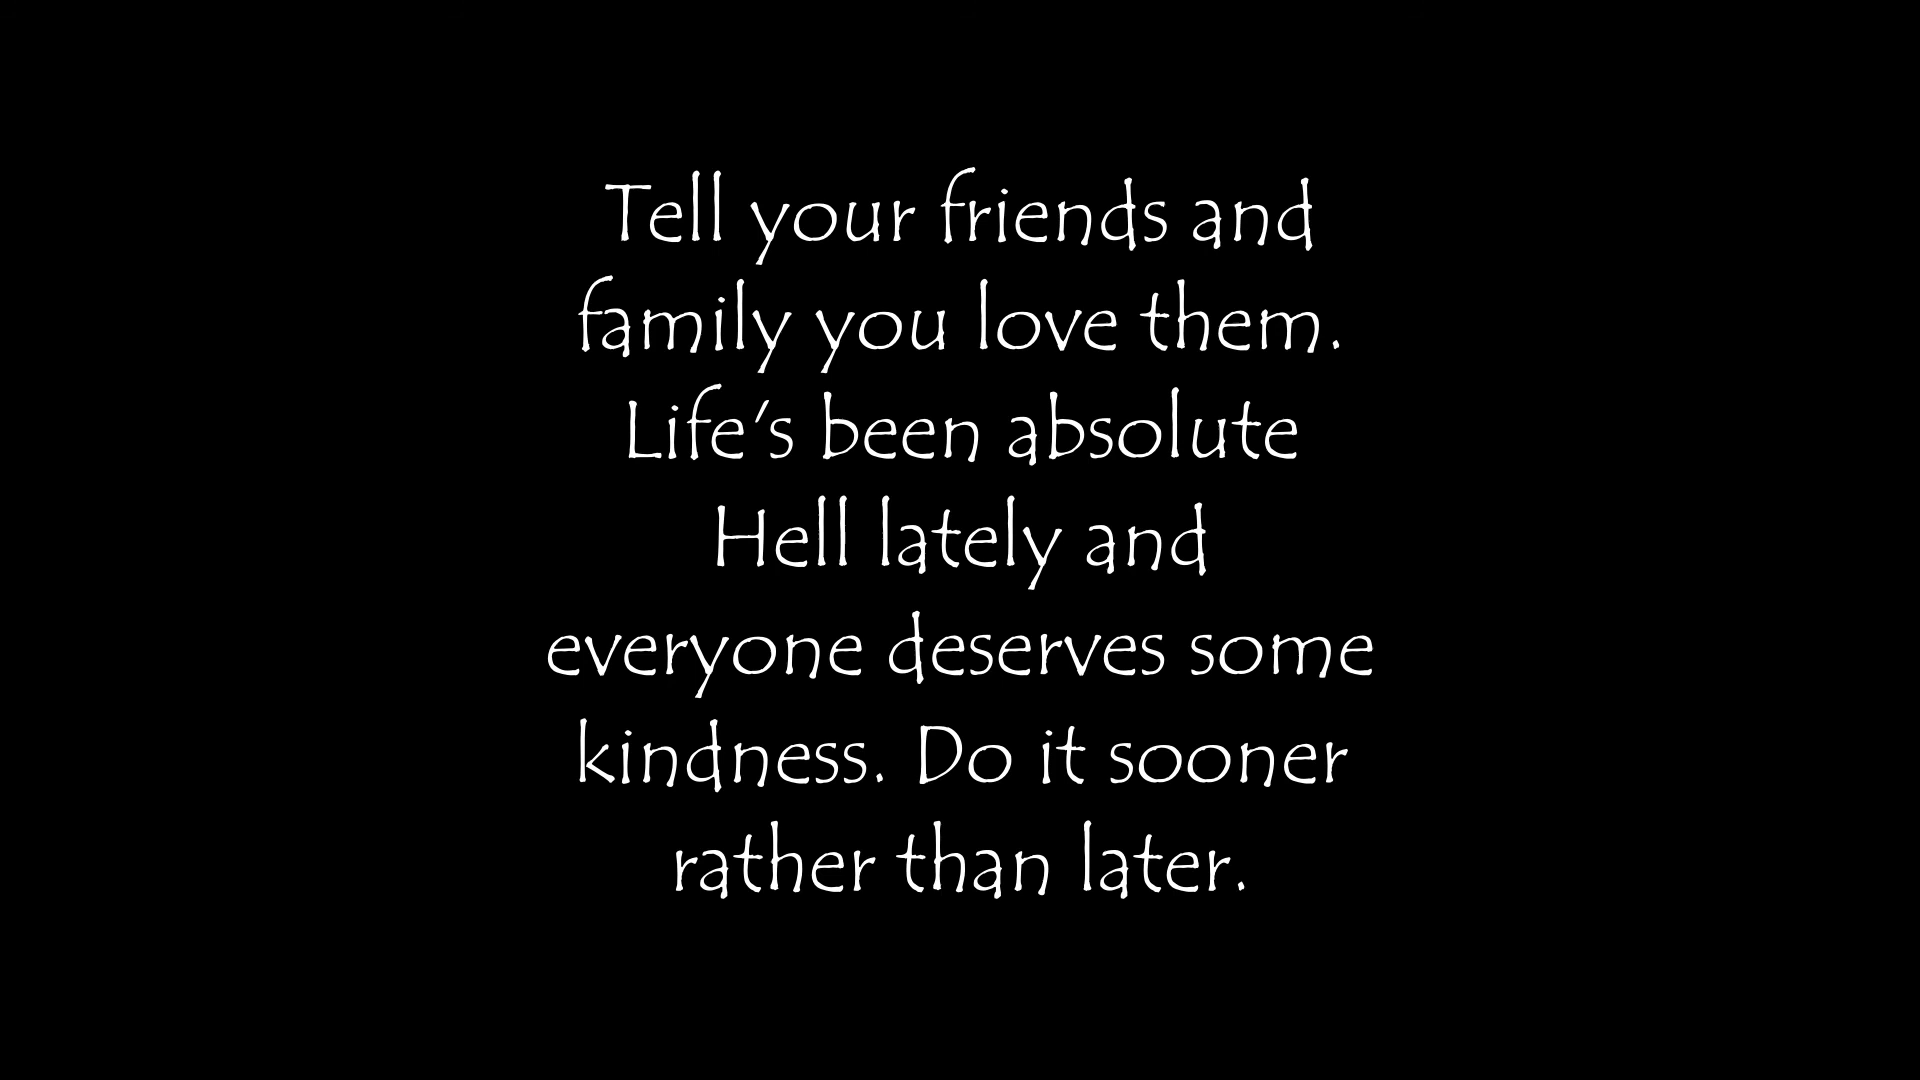 Tell your friends and
family you love them.
Life's been absolute
Hell lately and
everyone deserves some
kindness. Do it sooner
rather than later.